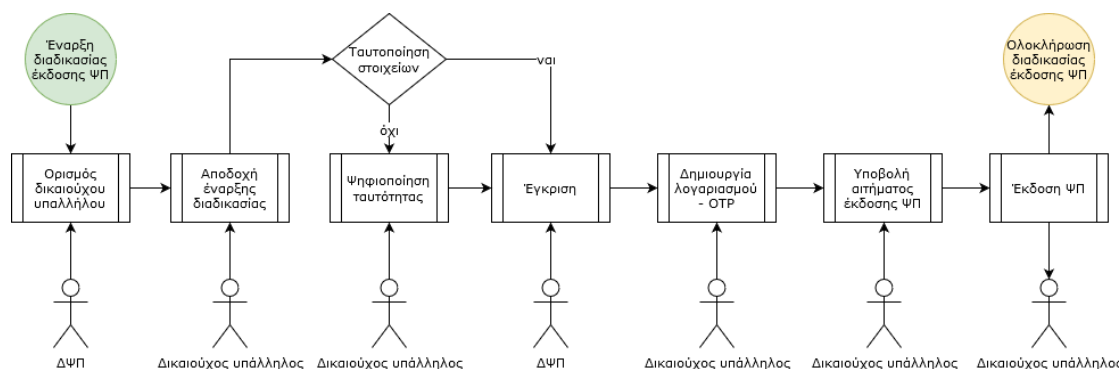 Έναρξη
διαδικασίας
έκδοσης ΨΠ
Ταυτοποίηση
στοιχείων
ναι
όχι
Ολοκλήρωση
διαδικασίας
έκδοσης ΨΠ
Ορισμός
δικαιούχου
υπαλλήλου
Αποδοχή
έναρξης
διαδικασίας
Ψηφιοποίηση
ταυτότητας
Έγκριση
Δημιουργία
λογαριασμού
- OTP
Υποβολή
αιτήματος
έκδοσης ΨΠ
Έκδοση ΨΠ
ΔΨΠ
Δικαιούχος υπάλληλος
Δικαιούχος υπάλληλος
ΔΨΠ
Δικαιούχος υπάλληλος
Δικαιούχος υπάλληλος
Δικαιούχος υπάλληλος